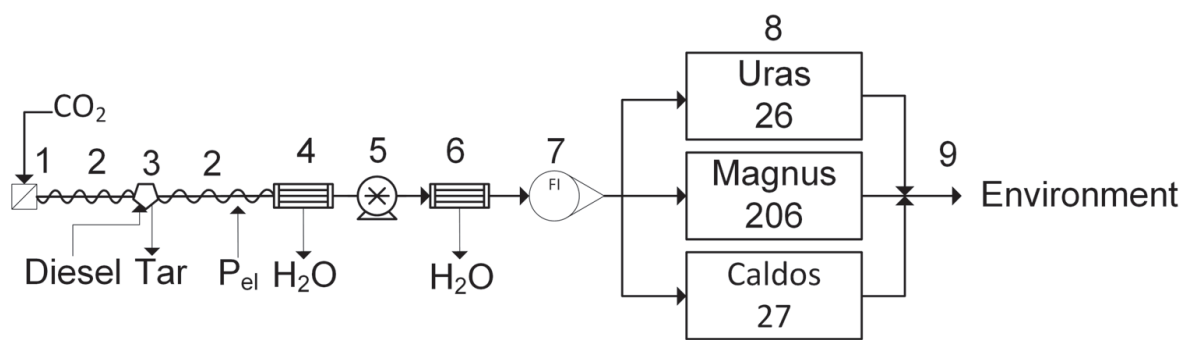 8
Uras
26
CO₂
1 2 3 2 4 5 6 7 9
FI
Magnus
206
Environment
Diesel Tar Pₑₗ H₂O H₂O
Caldos
27